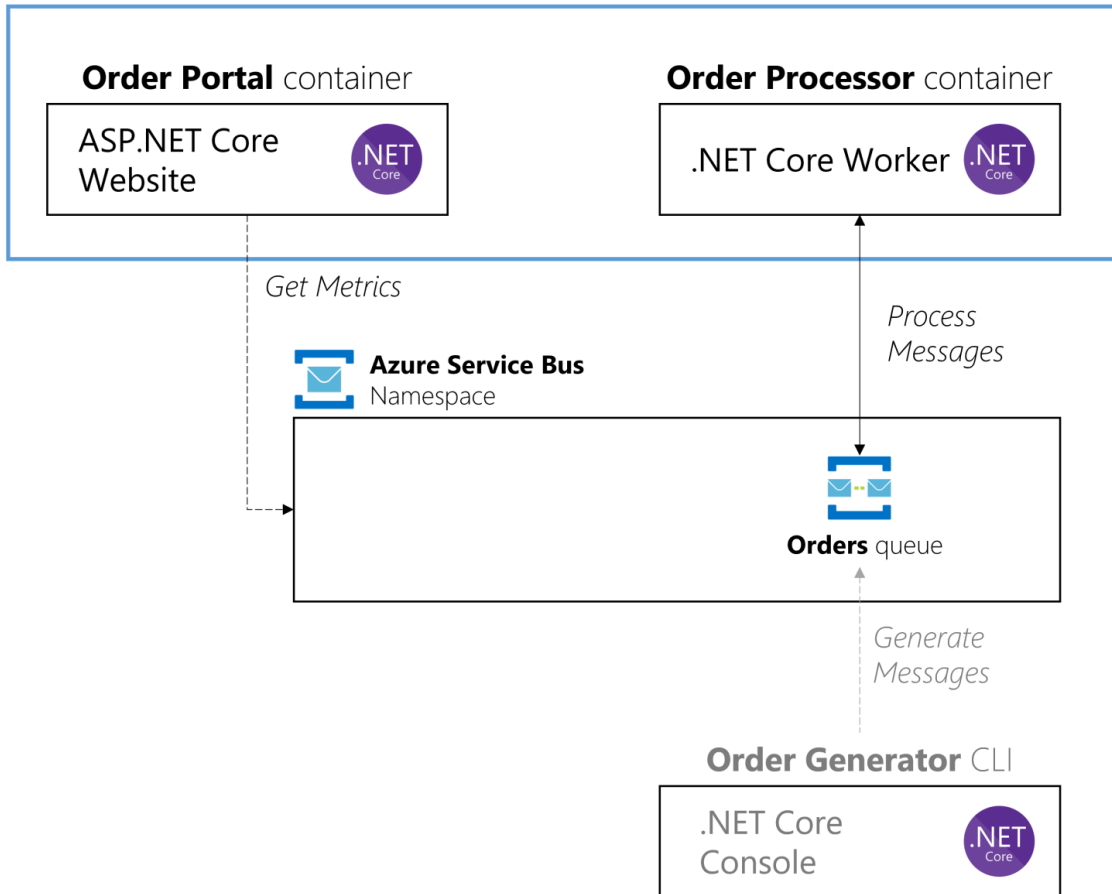 Order Portal container
ASP.NET Core
Website
.NET
Core
Order Processor container
.NET Core Worker
.NET
Core
Get Metrics
Process
Messages
Azure Service Bus
Namespace
Orders queue
Generate
Messages
Order Generator CLI
.NET Core
Console
.NET
Core